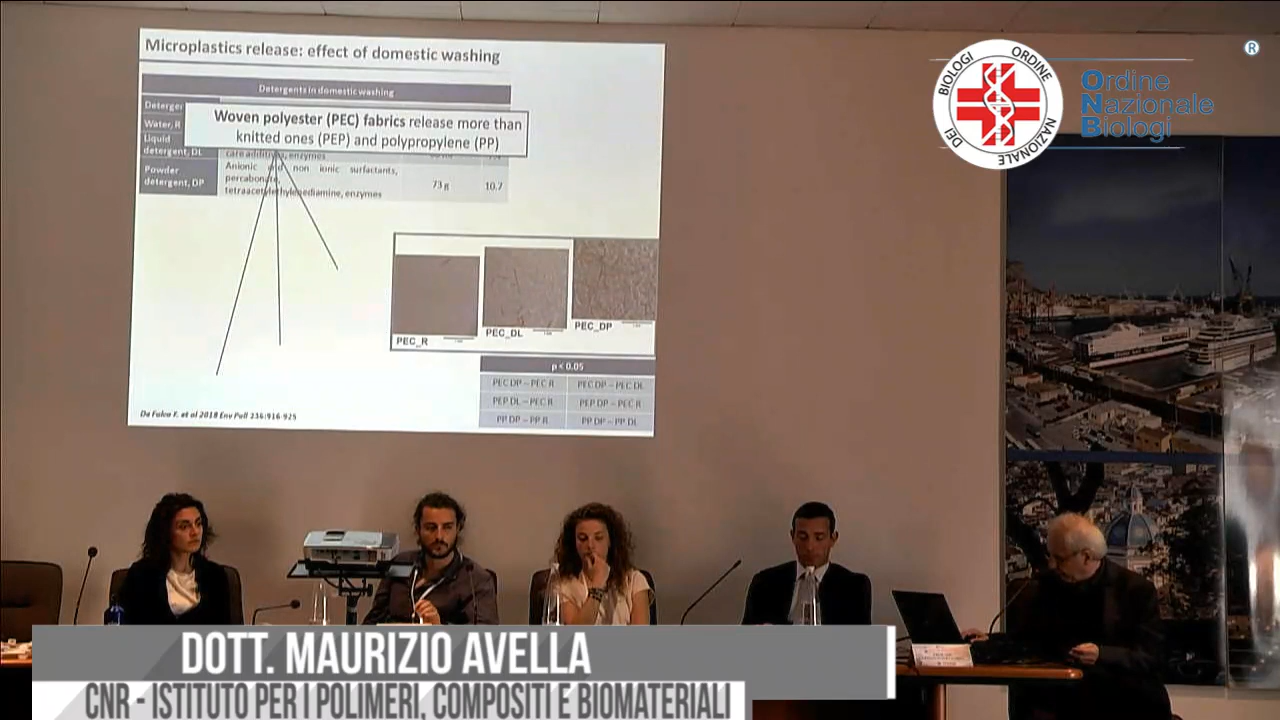 Microplastics release: effect of domestic washing
Detergents in domestic washing
Woven polyester (PEC) fabrics release more than
knitted ones (PEP) and polypropylene (PP)
Water, R
Liquid
detergent, DL
care additives, enzymes
Powder
detergent, DP
Anionic and non ionic surfactants,
percarbonate,
tetraacetylethylenediamine, enzymes
73 g
10.7
PEC_R
PEC_DL
PEC_DP
p < 0.05
PEC DP – PEC R
PEC DP – PEC DL
PEP DL – PEC R
PEP DP – PEC R
PP DP – PP R
PP DP – PP DL
De Falco F. et al 2018 Env Poll 236:916-925
ORDINE NAZIONALE DEI BIOLOGI
Ordine
Nazionale
Biologi
®
DOTT. MAURIZIO AVELLA
CNR - ISTITUTO PER I POLIMERI, COMPOSITI E BIOMATERIALI